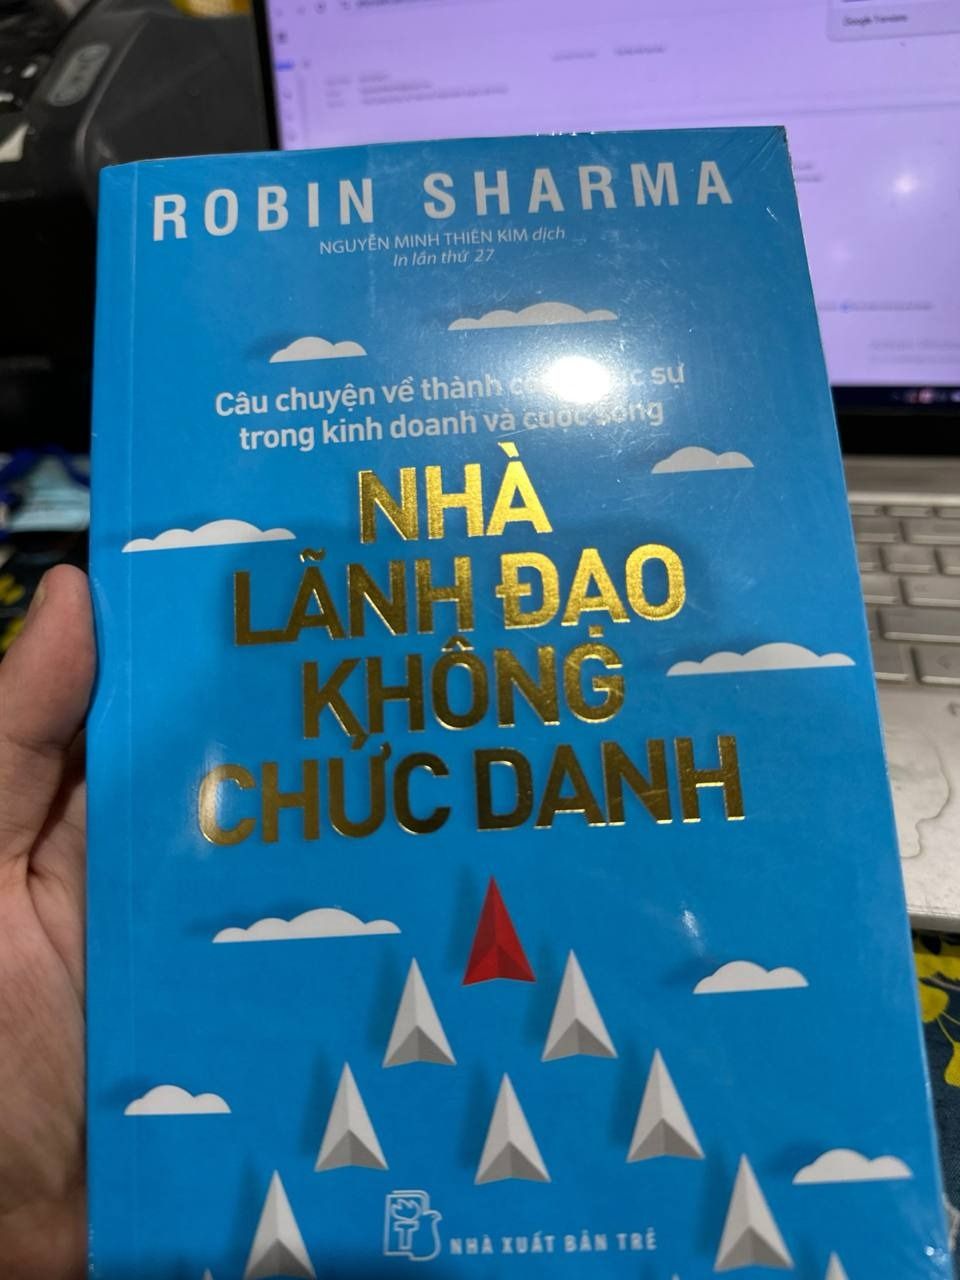 ROBIN SHARMA
NGUYỄN MINH THIÊN KIM dịch
In lần thứ 27
Câu chuyện về thành sự
trong kinh doanh và cuộc sống
NHÀ
LÃNH ĐẠO
KHÔNG
CHỨC DANH
NHÀ XUẤT BẢN TRẺ